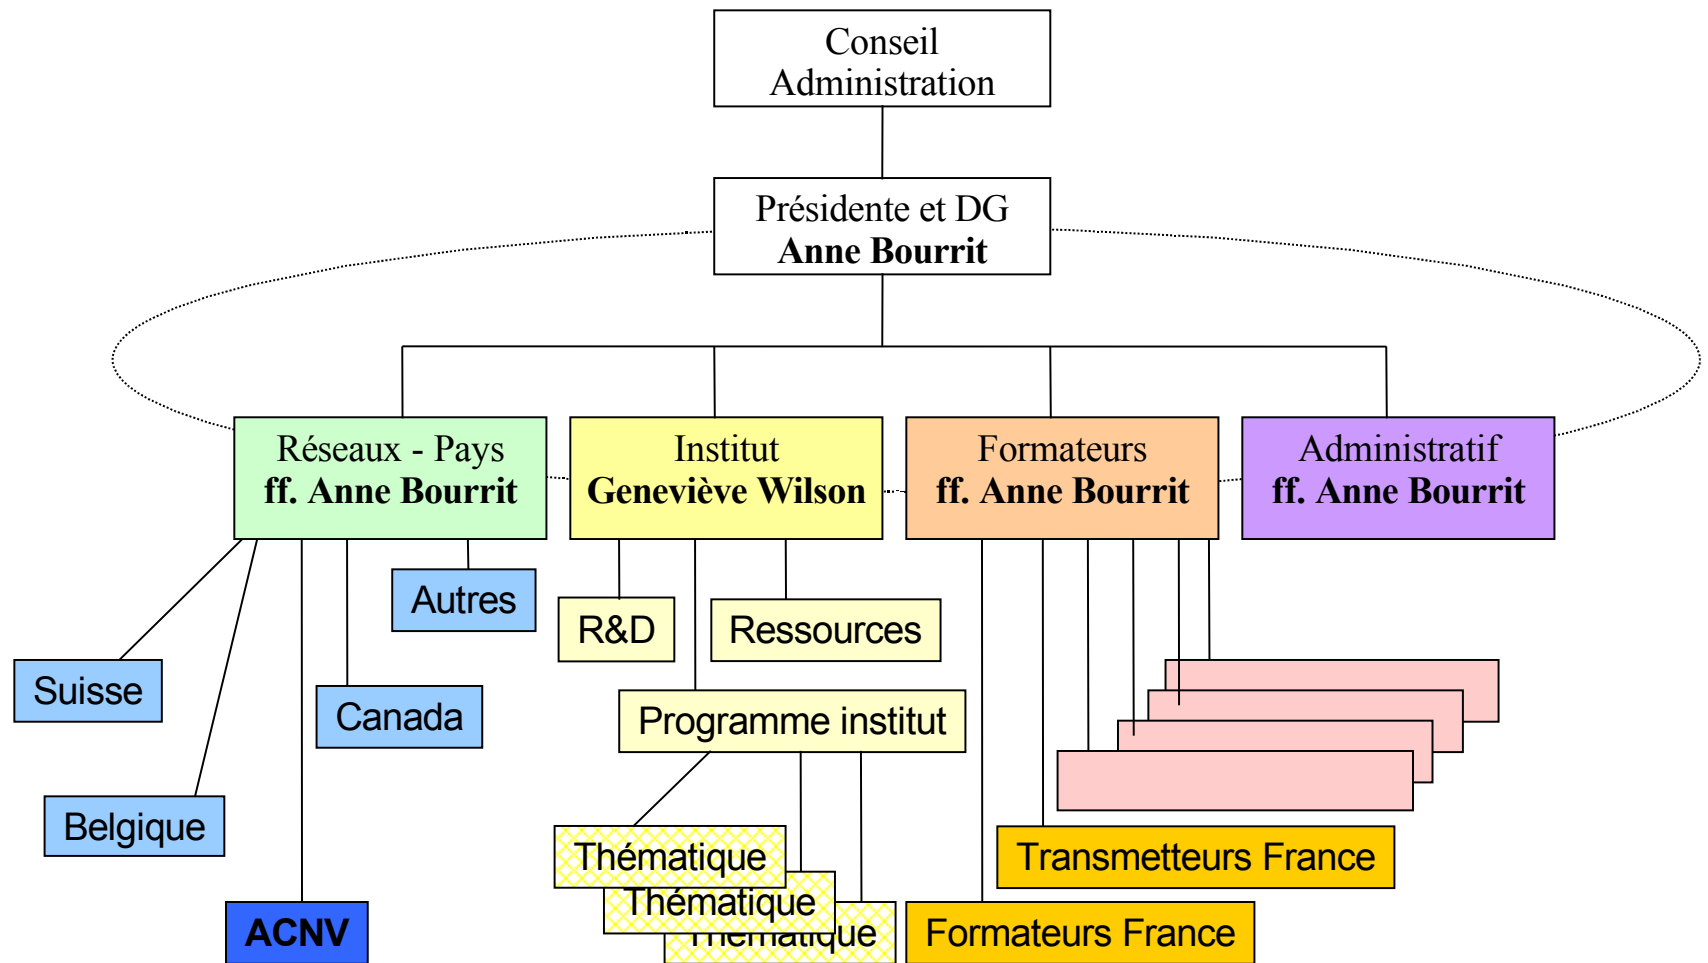 Conseil
Administration
Présidente et DG
Anne Bourrit
Réseaux - Pays
ff. Anne Bourrit
Institut
Geneviève Wilson
Formateurs
ff. Anne Bourrit
Administratif
ff. Anne Bourrit
Autres
R&D
Ressources
Suisse
Canada
Programme institut
Belgique
Thématique
Transmetteurs France
Thématique
ACNV
Thématique
Formateurs France